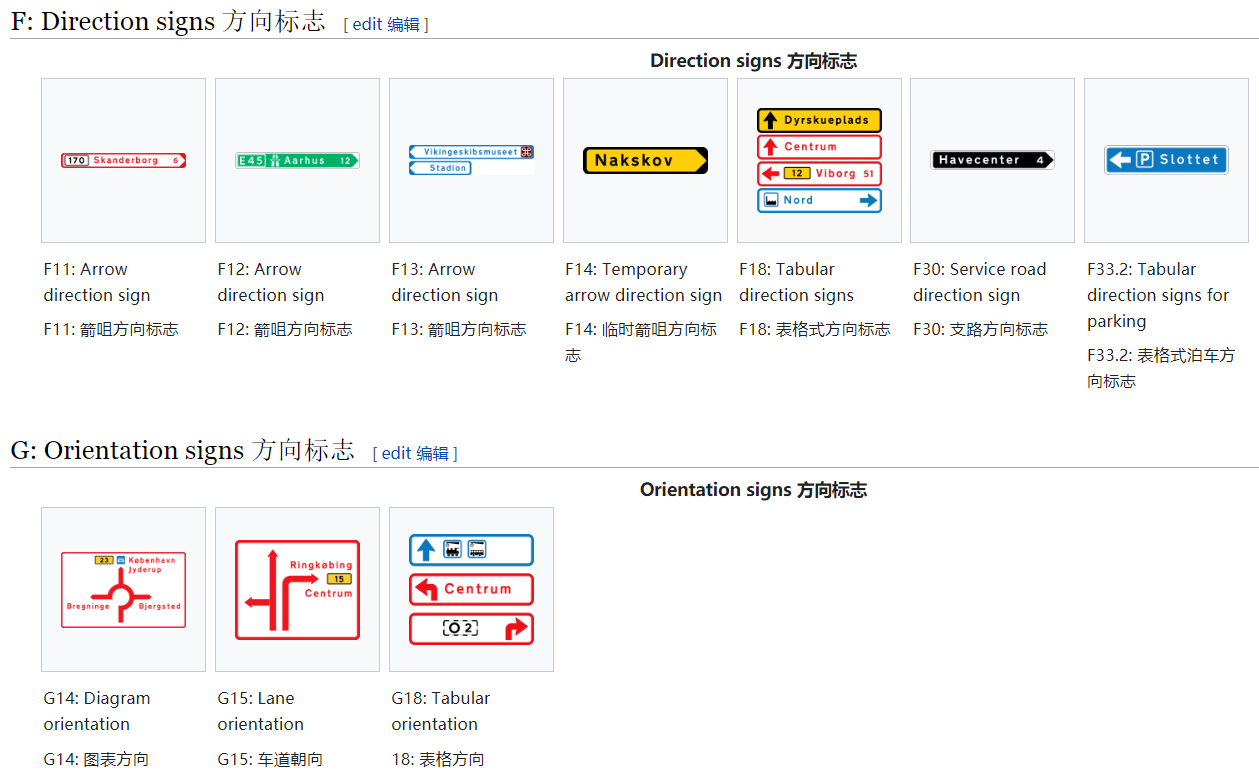 F: Direction signs 方向标志 [ edit 编辑 ]
Direction signs 方向标志
170 Skanderborg 6
E45 Aarhus 12
Vikingeskibsmuseet
Stadion
Nakskov
Dyrskueplads
Centrum
12 Viborg 51
Nord
Havecenter 4
P Slottet
F11: Arrow
direction sign
F11: 箭咀方向标志
F12: Arrow
direction sign
F12: 箭咀方向标志
F13: Arrow
direction sign
F13: 箭咀方向标志
F14: Temporary
arrow direction sign
F14: 临时箭咀方向标
志
F18: Tabular
direction signs
F18: 表格式方向标志
F30: Service road
direction sign
F30: 支路方向标志
F33.2: Tabular
direction signs for
parking
F33.2: 表格式泊车方
向标志
G: Orientation signs 方向标志 [ edit 编辑 ]
Orientation signs 方向标志
23 København
Jyderup
Bregninge Bjergsted
Ringkøbing
15
Centrum
Centrum
O 2
G14: Diagram
orientation
G14: 图表方向
G15: Lane
orientation
G15: 车道朝向
G18: Tabular
orientation
18: 表格方向